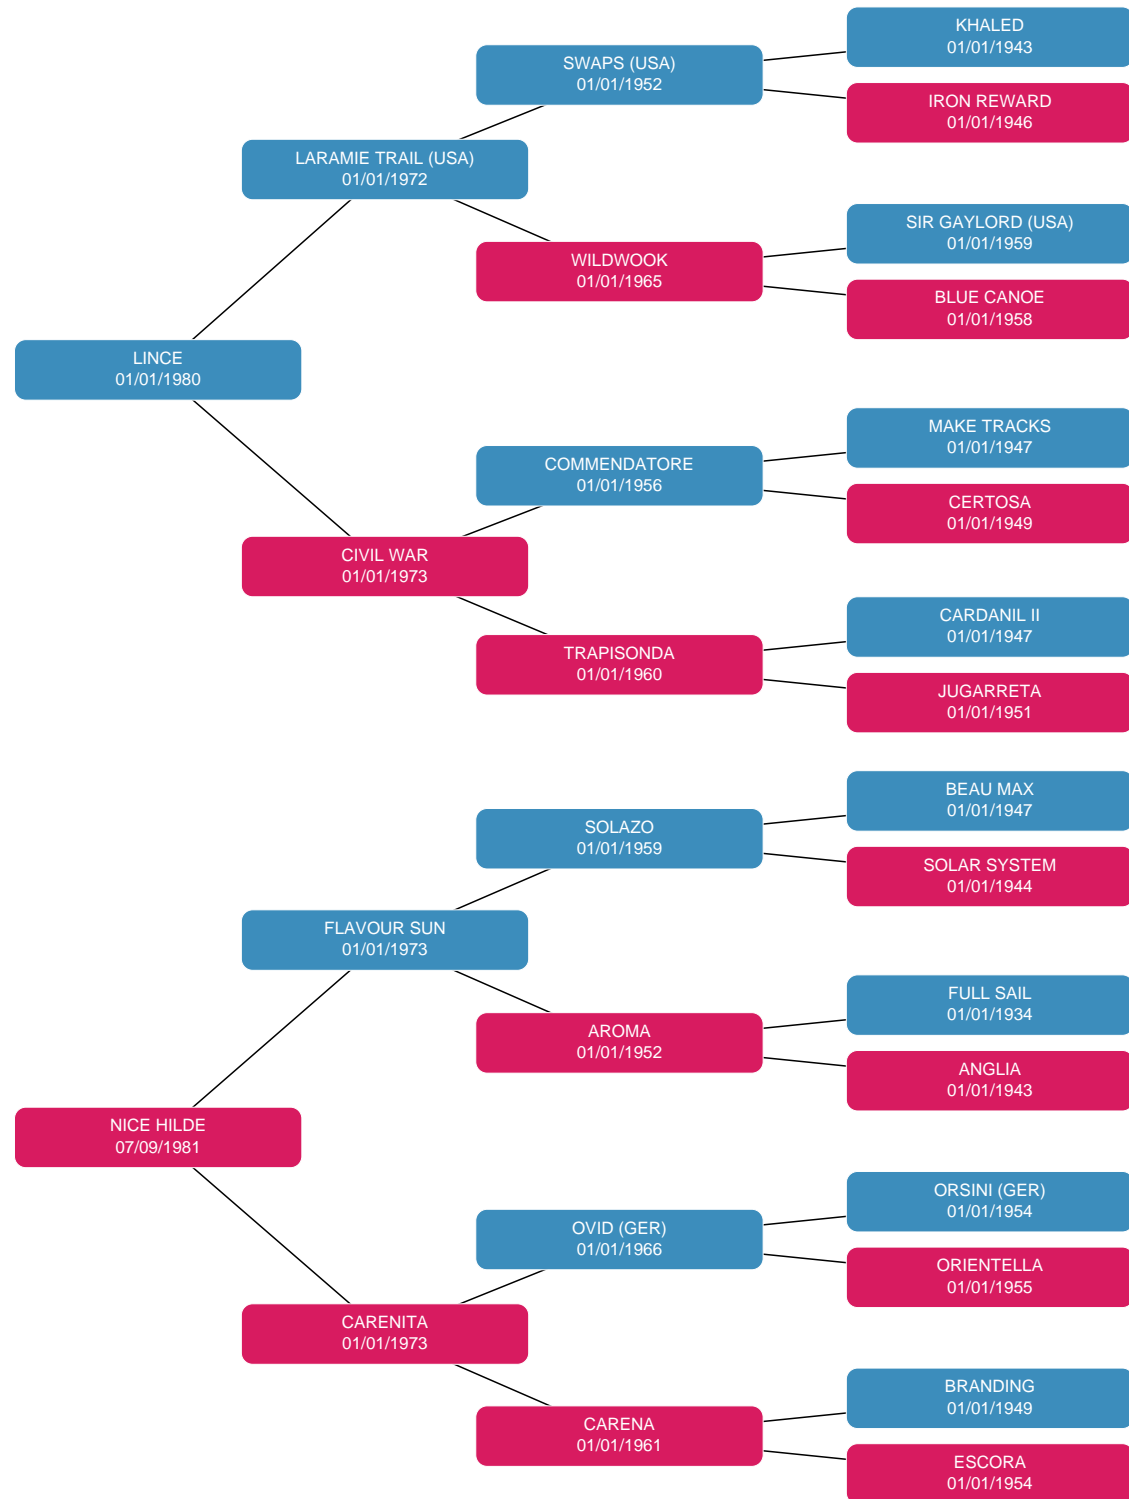 KHALED
01/01/1943
SWAPS (USA)
01/01/1952
IRON REWARD
01/01/1946
LARAMIE TRAIL (USA)
01/01/1972
SIR GAYLORD (USA)
01/01/1959
WILDWOOK
01/01/1965
BLUE CANOE
01/01/1958
LINCE
01/01/1980
MAKE TRACKS
01/01/1947
COMMENDATORE
01/01/1956
CERTOSA
01/01/1949
CIVIL WAR
01/01/1973
CARDANIL II
01/01/1947
TRAPISONDA
01/01/1960
JUGARRETA
01/01/1951
BEAU MAX
01/01/1947
SOLAZO
01/01/1959
SOLAR SYSTEM
01/01/1944
FLAVOUR SUN
01/01/1973
FULL SAIL
01/01/1934
AROMA
01/01/1952
ANGLIA
01/01/1943
NICE HILDE
07/09/1981
ORSINI (GER)
01/01/1954
OVID (GER)
01/01/1966
ORIENTELLA
01/01/1955
CARENITA
01/01/1973
BRANDING
01/01/1949
CARENA
01/01/1961
ESCORA
01/01/1954